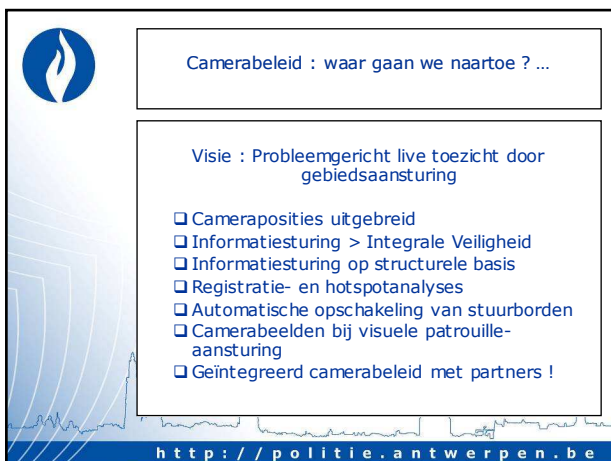 Camerabeleid : waar gaan we naartoe ? ...
Visie : Probleemgericht live toezicht door
gebiedsaansturing
❑ Cameraposities uitgebreid
❑ Informatiesturing > Integrale Veiligheid
❑ Informatiesturing op structurele basis
❑ Registratie- en hotspotanalyses
❑ Automatische opschakeling van stuurborden
❑ Camerabeelden bij visuele patrouille-
aansturing
❑ Geïntegreerd camerabeleid met partners !
http://politie.antwerpen.be